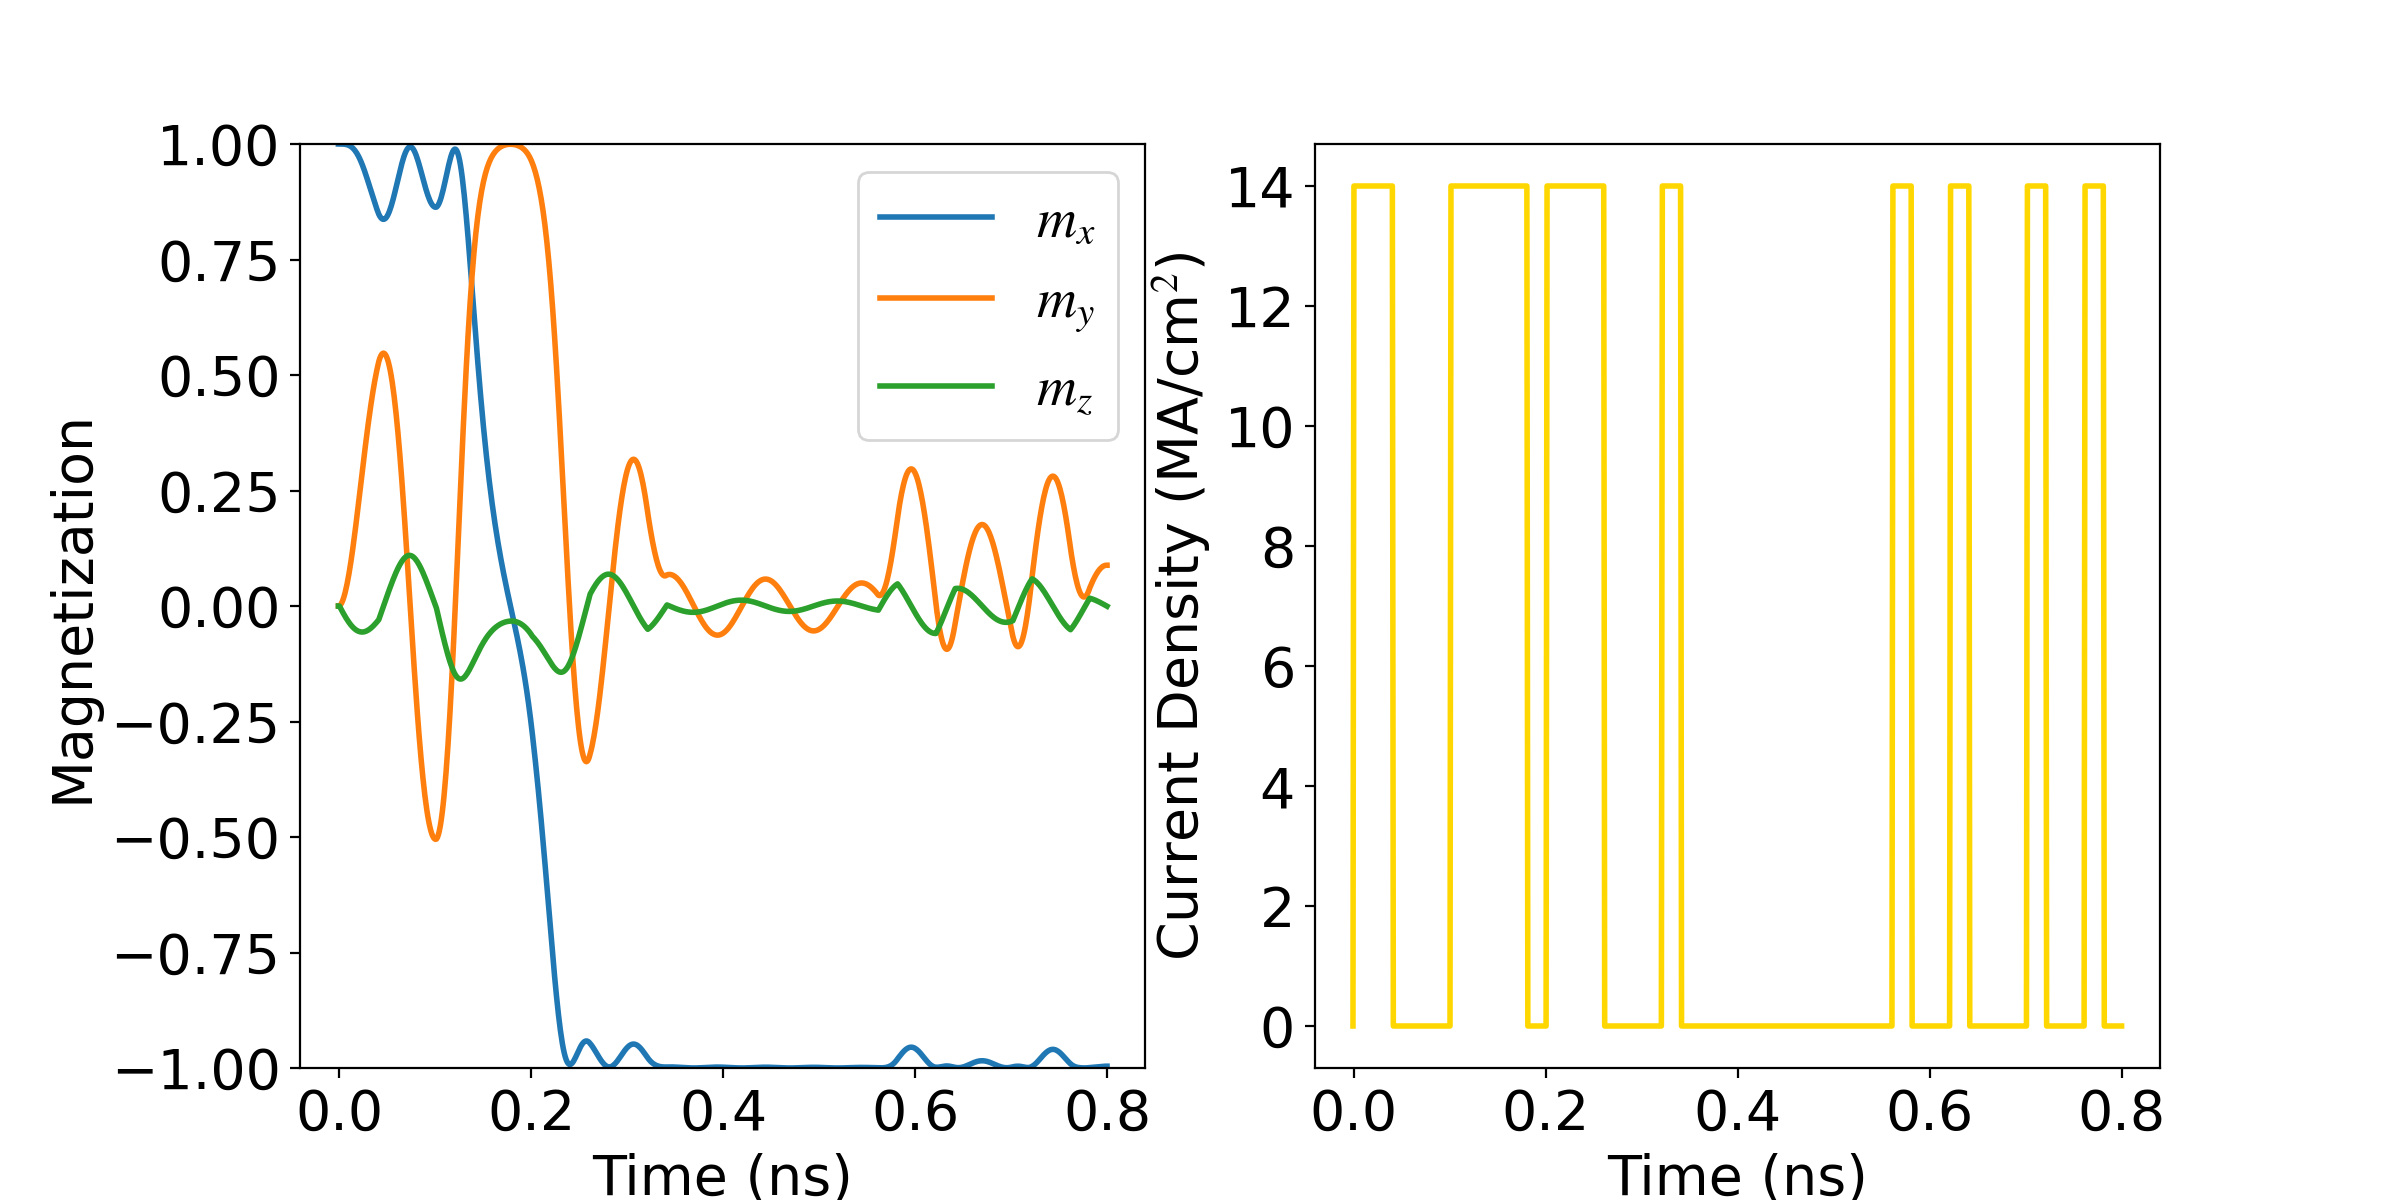 1.00
0.75
0.50
0.25
0.00
−0.25
−0.50
−0.75
−1.00
0.0 0.2 0.4 0.6 0.8
Time (ns)
Magnetization
m_x
m_y
m_z
14
12
10
8
6
4
2
0
0.0 0.2 0.4 0.6 0.8
Time (ns)
Current Density (MA/cm²)